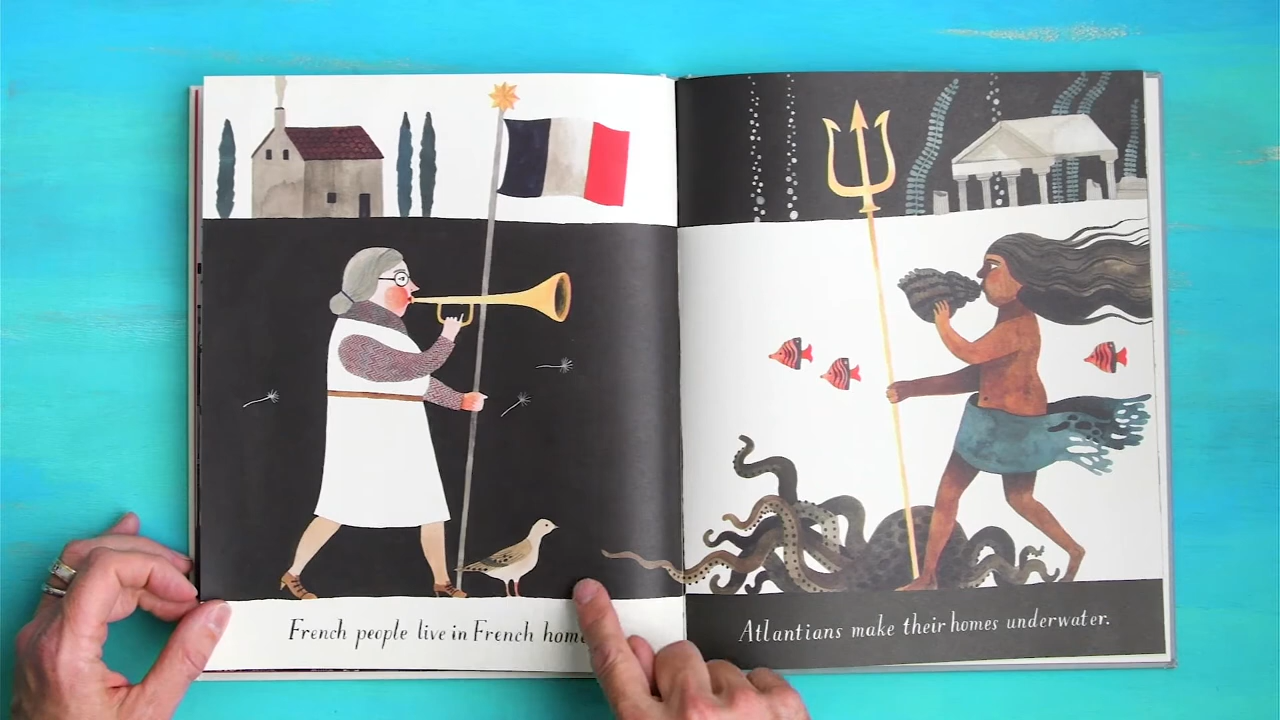 French people live in French home
Atlantians make their homes underwater.